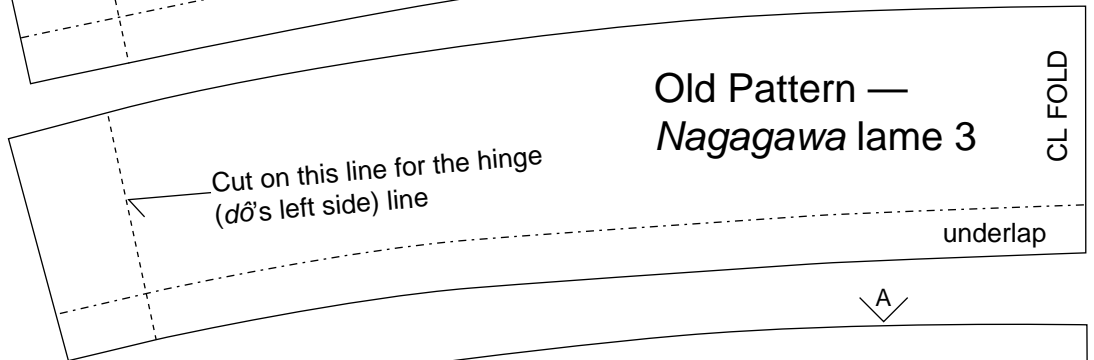 Old Pattern —
Nagagawa lame 3
CL FOLD
Cut on this line for the hinge
(dô's left side) line
underlap
A